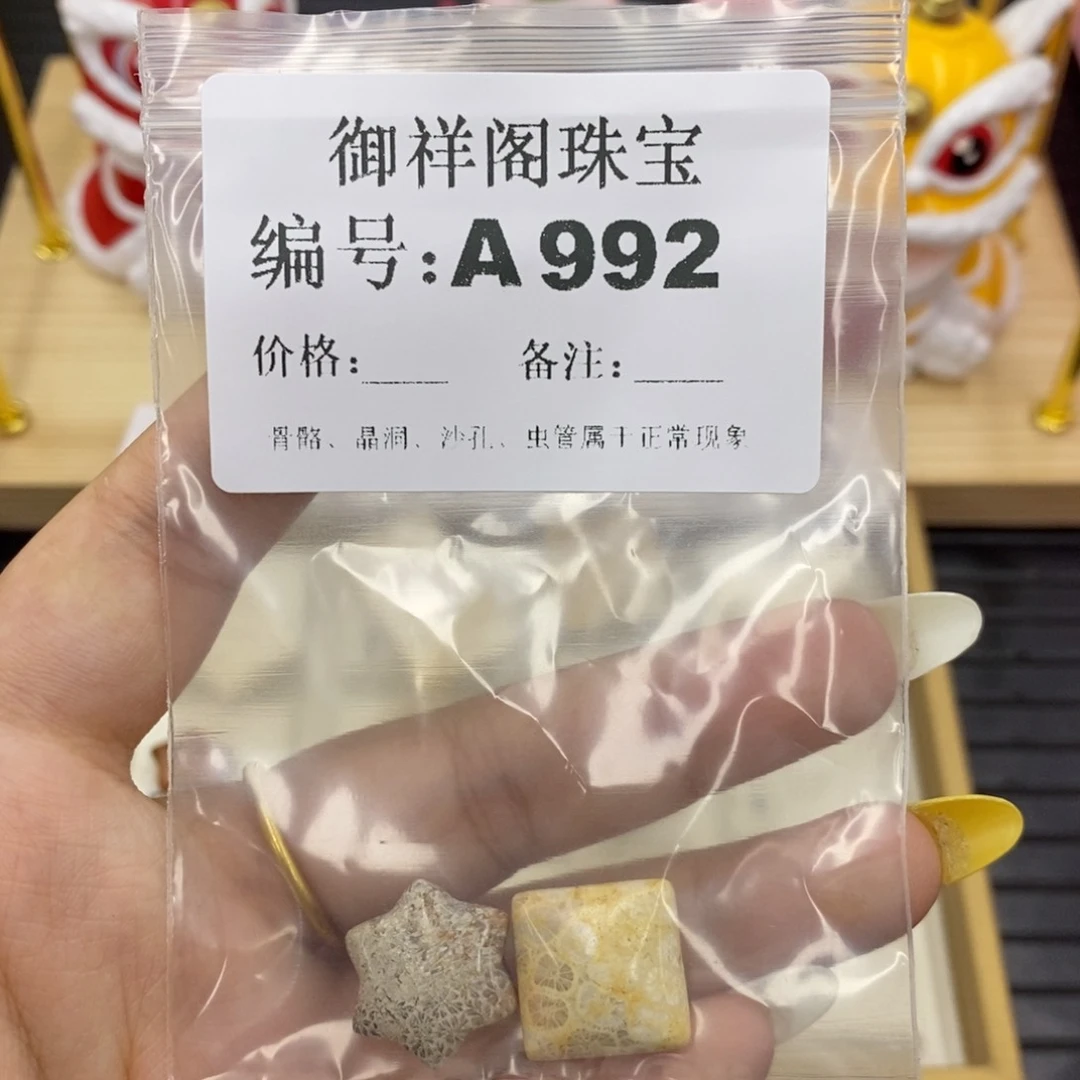 御祥阁珠宝
编号:A992
价格:____ 备注:____
骨骼、晶洞、沙孔、虫管属于正常现象